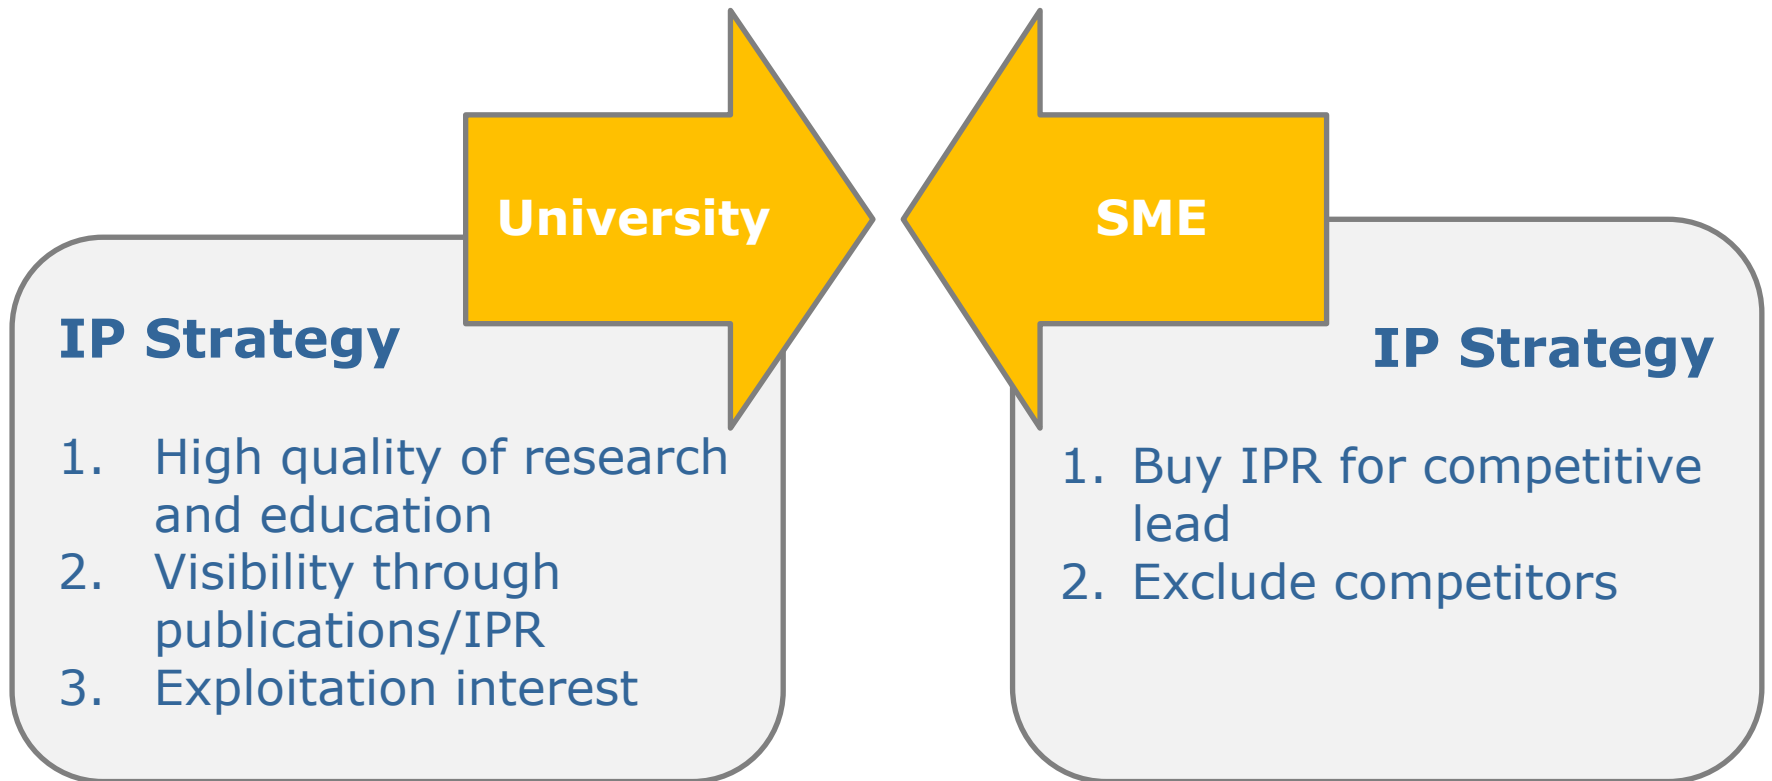 University
IP Strategy
1. High quality of research
and education
2. Visibility through
publications/IPR
3. Exploitation interest
SME
IP Strategy
1. Buy IPR for competitive
lead
2. Exclude competitors